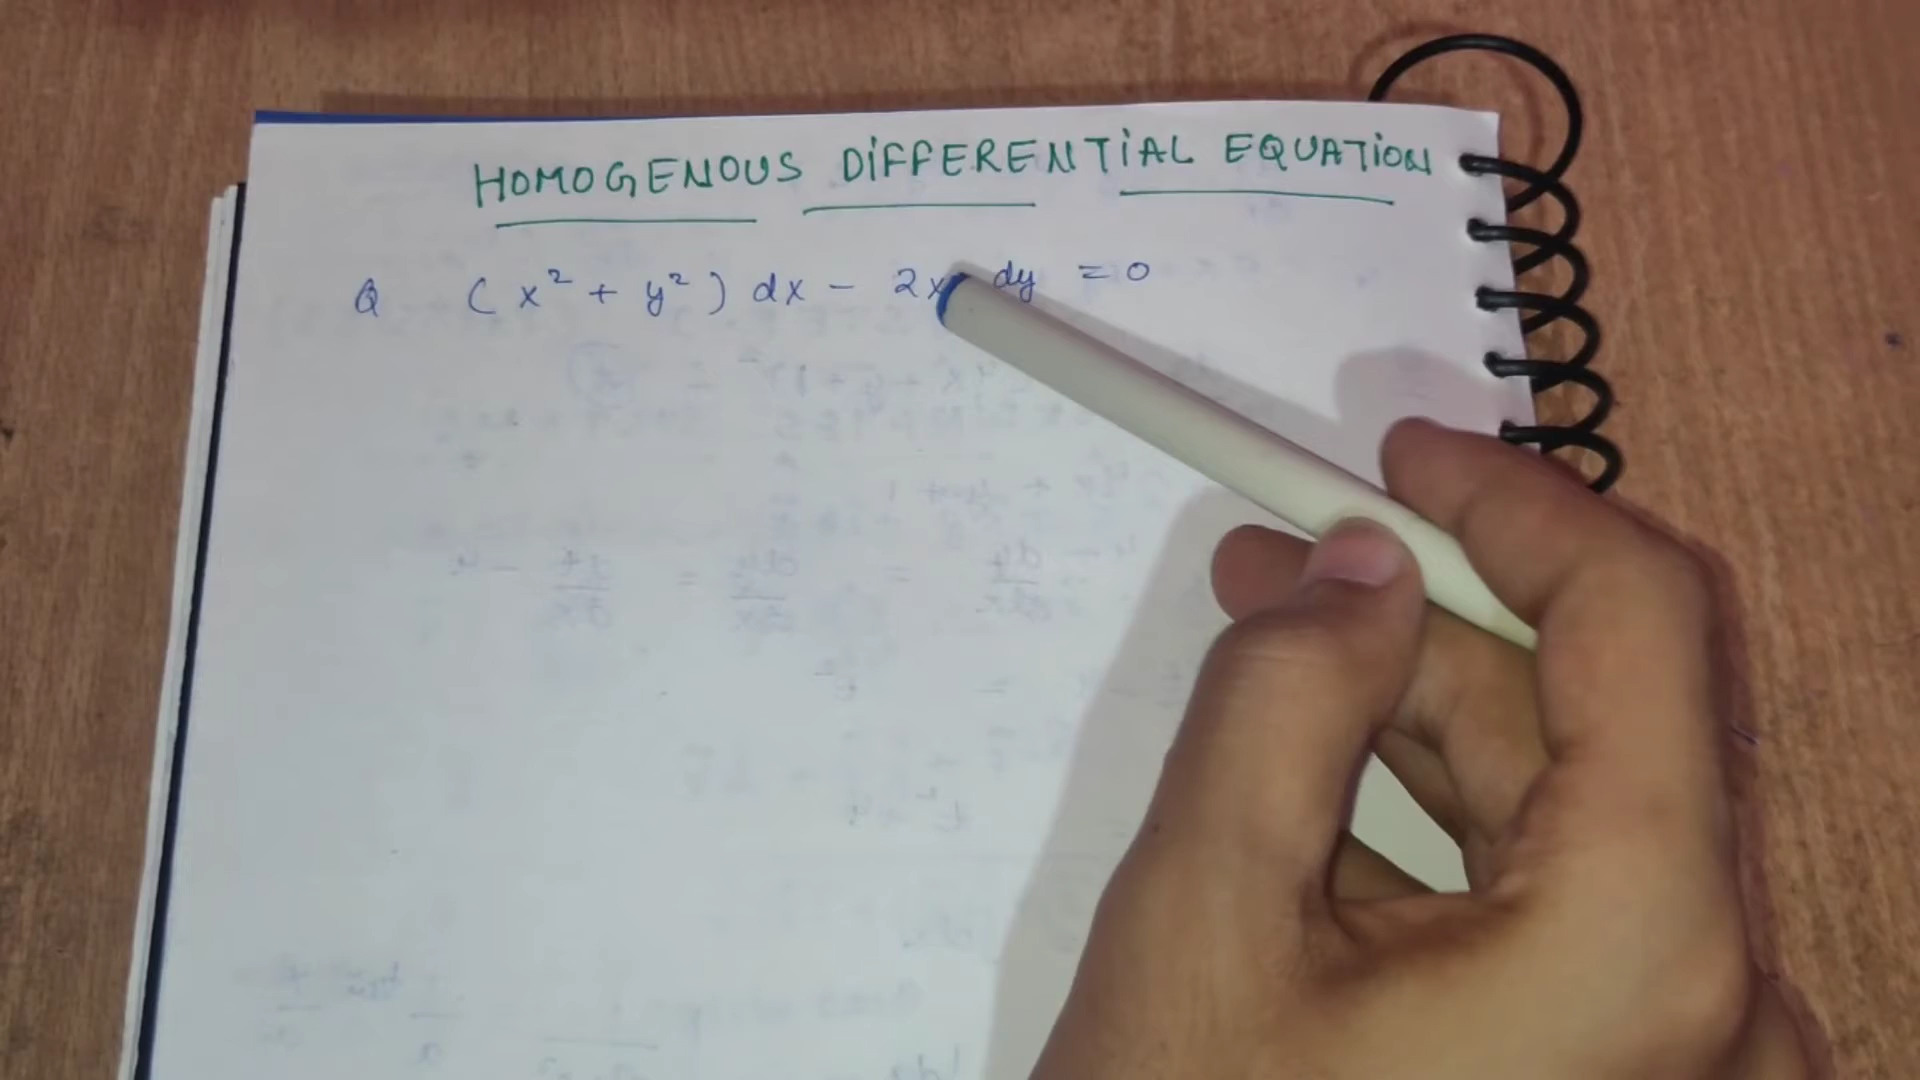 HOMOGENOUS DIFFERENTIAL EQUATION
Q (x² + y²) dx - 2x dy = 0